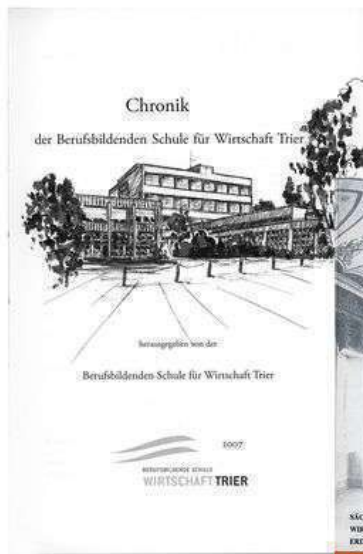 Chronik
der Berufsbildenden Schule für Wirtschaft Trier
herausgegeben von der
Berufsbildenden Schule für Wirtschaft Trier
2007
BERUFSBILDENDE SCHULE
WIRTSCHAFT TRIER